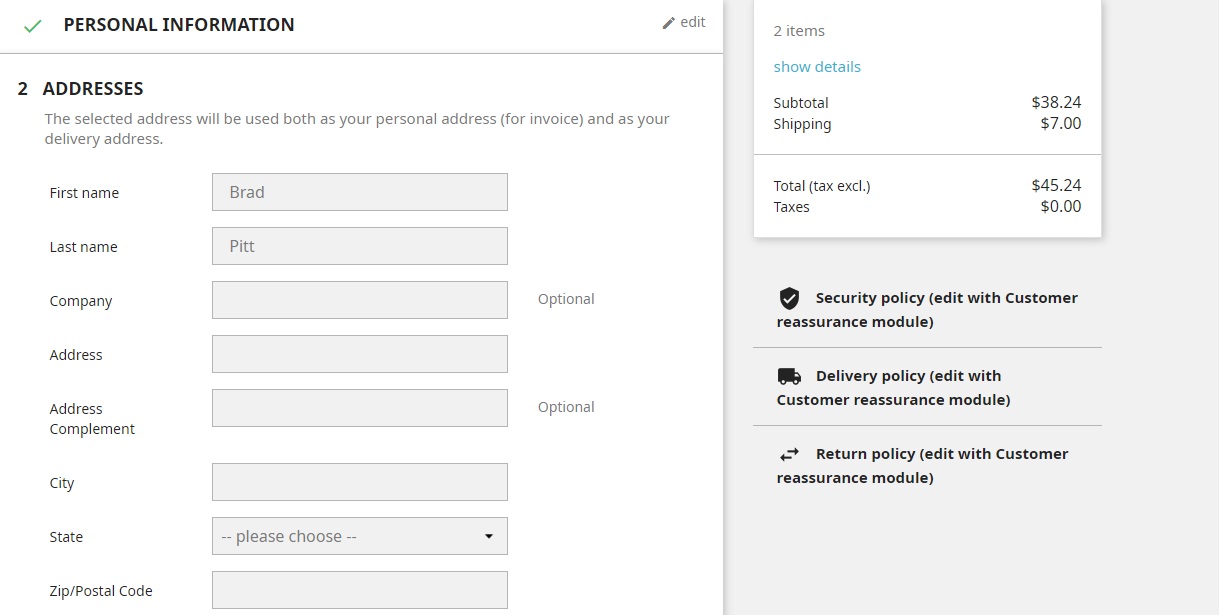 PERSONAL INFORMATION
edit
2 ADDRESSES
The selected address will be used both as your personal address (for invoice) and as your
delivery address.
First name
Brad
Last name
Pitt
Company
Optional
Address
Address
Complement
Optional
City
State
-- please choose --
Zip/Postal Code
2 items
show details
Subtotal $38.24
Shipping $7.00
Total (tax excl.) $45.24
Taxes $0.00
Security policy (edit with Customer
reassurance module)
Delivery policy (edit with
Customer reassurance module)
Return policy (edit with Customer
reassurance module)